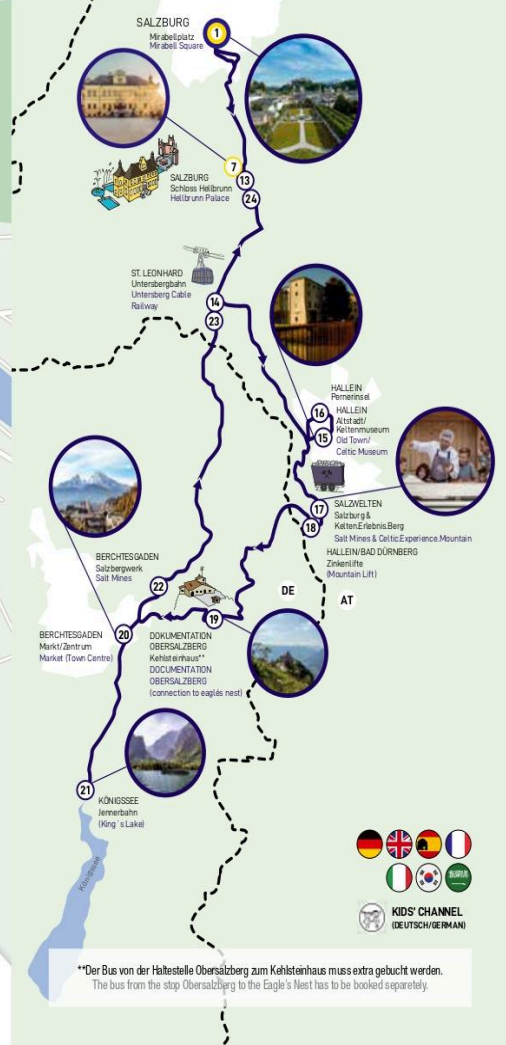 SALZBURG
Mirabellplatz
Mirabell Square
1
7
13
24
SALZBURG
Schloss Hellbrunn
Hellbrunn Palace
ST. LEONHARD
Untersbergbahn
Untersberg Cable
Railway
14
23
HALLEIN
Pernerinsel
16
HALLEIN
Altstadt/
Keltenmuseum
Old Town/
Celtic Museum
15
17
18
SALZWELTEN
Salzburg &
Kelten.Erlebnis.Berg
Salt Mines & Celtic.Experience.Mountain
HALLEIN/BAD DÜRNBERG
Zinkenlifte
(Mountain Lift)
DE
AT
BERCHTESGADEN
Salzbergwerk
Salt Mines
22
19
20
BERCHTESGADEN
Markt/Zentrum
Market (Town Centre)
DOKUMENTATION
OBERSALZBERG
Kehlsteinhaus**
DOCUMENTATION
OBERSALZBERG
(connection to eaglés nest)
21
KÖNIGSSEE
Jennerbahn
(King´s Lake)
Königssee
KIDS' CHANNEL
(DEUTSCH/GERMAN)
**Der Bus von der Haltestelle Obersalzberg zum Kehlsteinhaus muss extra gebucht werden.
The bus from the stop Obersalzberg to the Eagle's Nest has to be booked separetely.